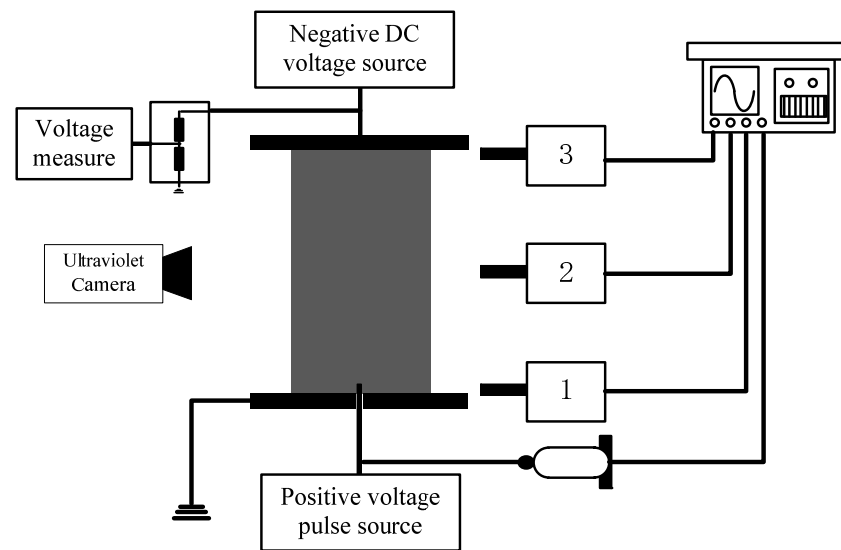 Negative DC
voltage source
Voltage
measure
3
Ultraviolet
Camera
2
1
Positive voltage
pulse source